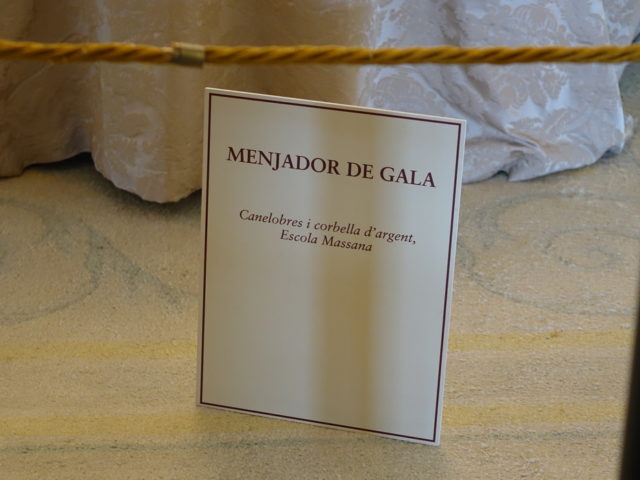 MENJADOR DE GALA
Canelobres i corbella d'argent,
Escola Massana